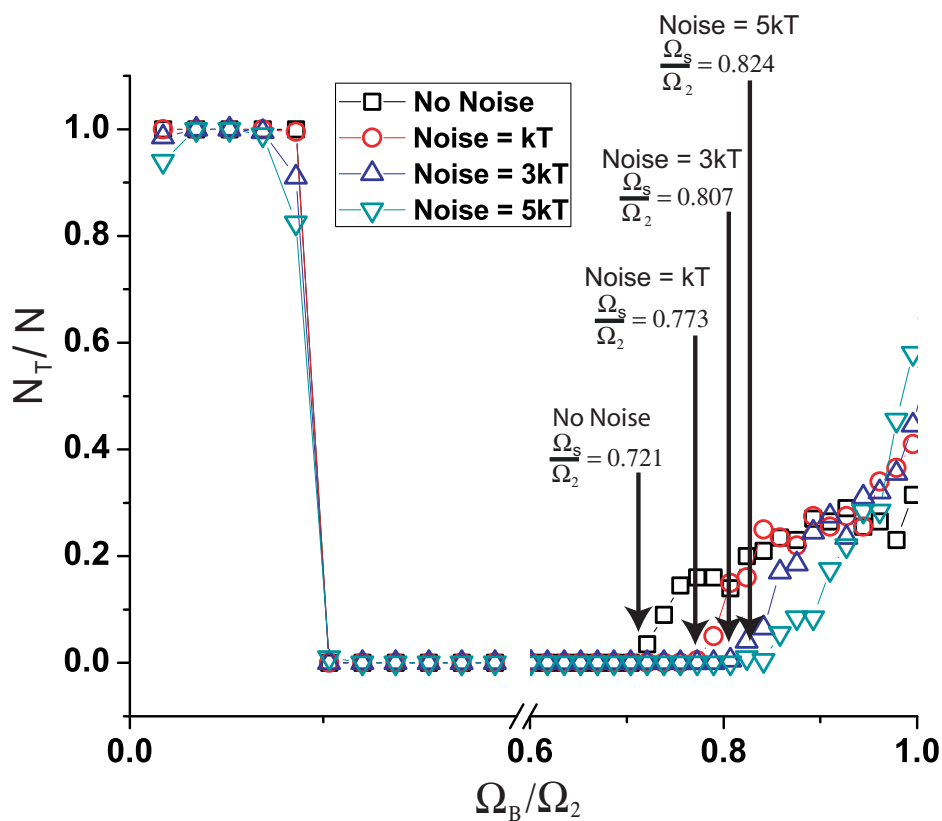 Noise = 5kT
Ωs/Ω2 = 0.824
No Noise
Noise = kT
Noise = 3kT
Noise = 5kT
Noise = 3kT
Ωs/Ω2 = 0.807
Noise = kT
Ωs/Ω2 = 0.773
No Noise
Ωs/Ω2 = 0.721
1.0
0.8
0.6
0.4
0.2
0.0
NT/ N
0.0 0.6 0.8 1.0
ΩB/Ω2